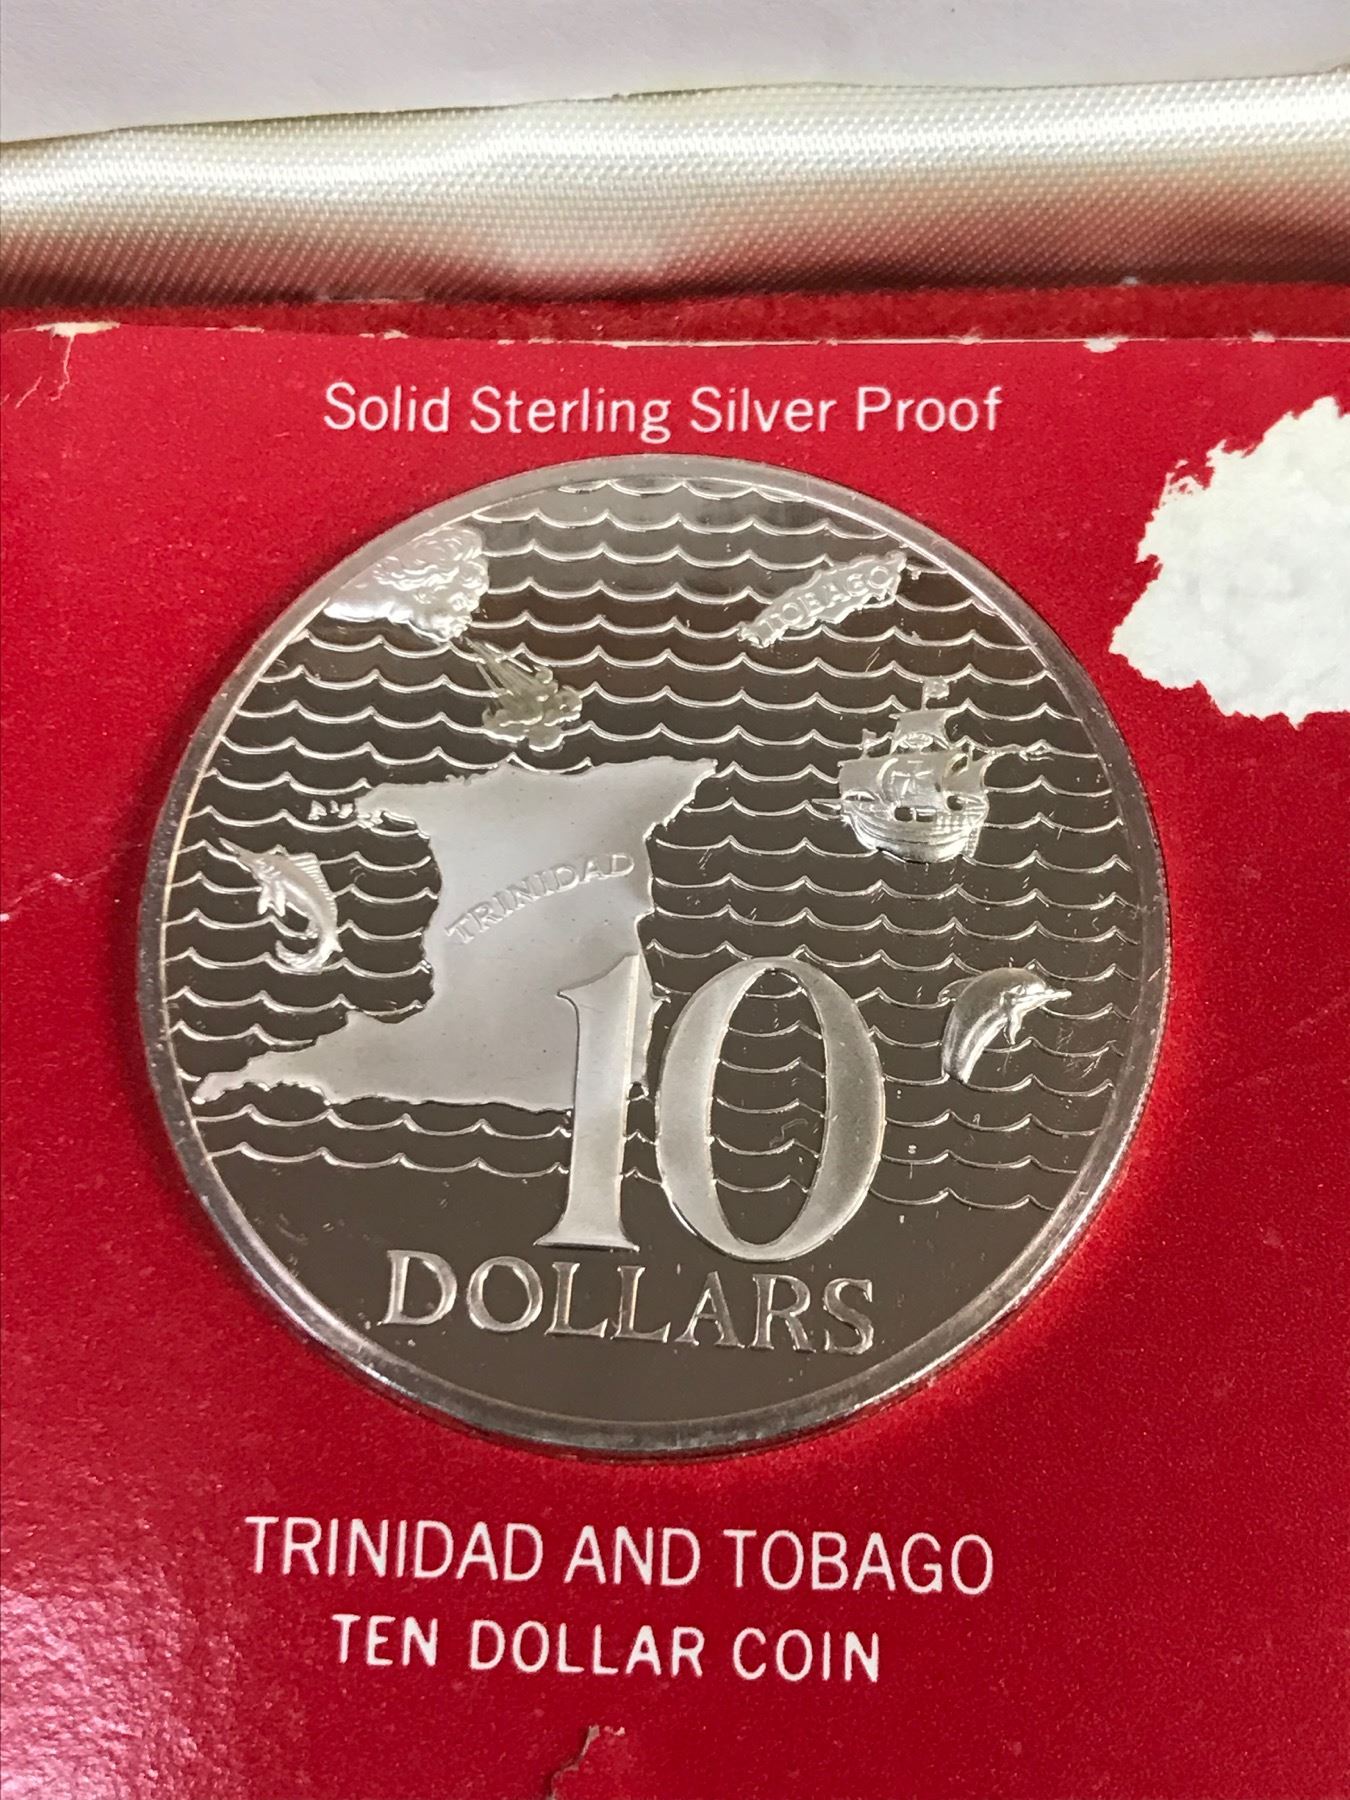 Solid Sterling Silver Proof
TOBAGO
TRINIDAD
10
DOLLARS
TRINIDAD AND TOBAGO
TEN DOLLAR COIN